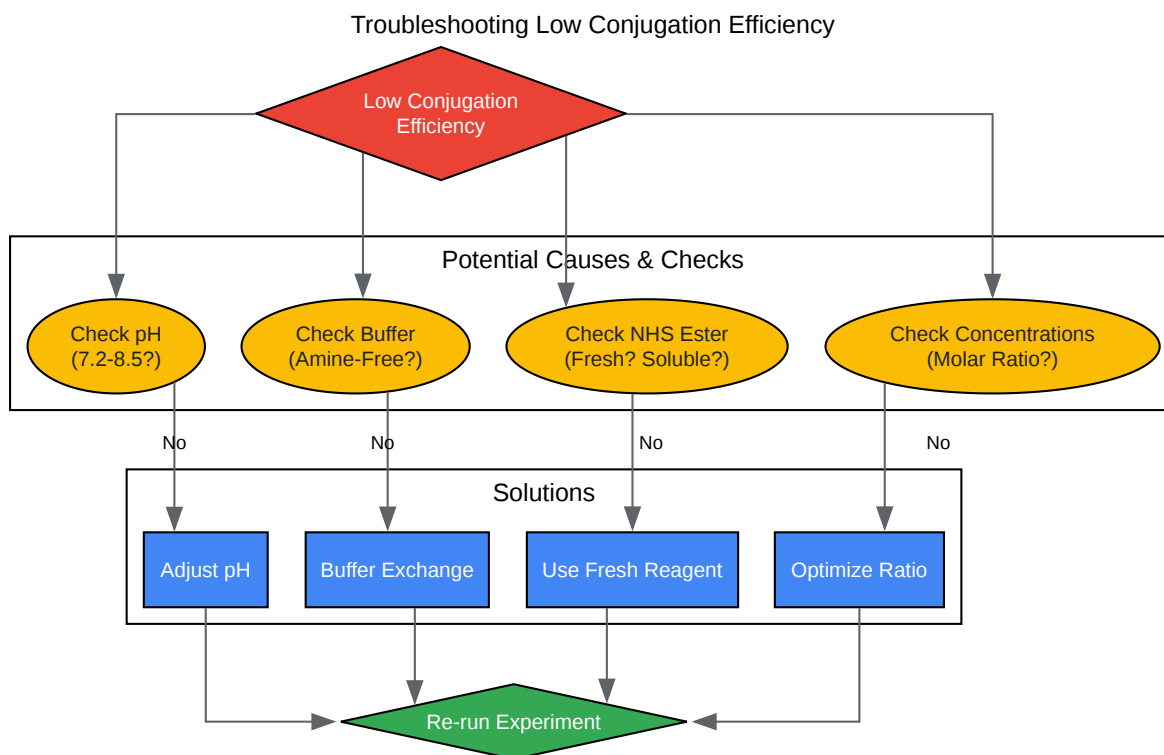 Troubleshooting Low Conjugation Efficiency
Low Conjugation
Efficiency
Potential Causes & Checks
Check pH
(7.2-8.5?)
Check Buffer
(Amine-Free?)
Check NHS Ester
(Fresh? Soluble?)
Check Concentrations
(Molar Ratio?)
No
No
No
No
Solutions
Adjust pH
Buffer Exchange
Use Fresh Reagent
Optimize Ratio
Re-run Experiment